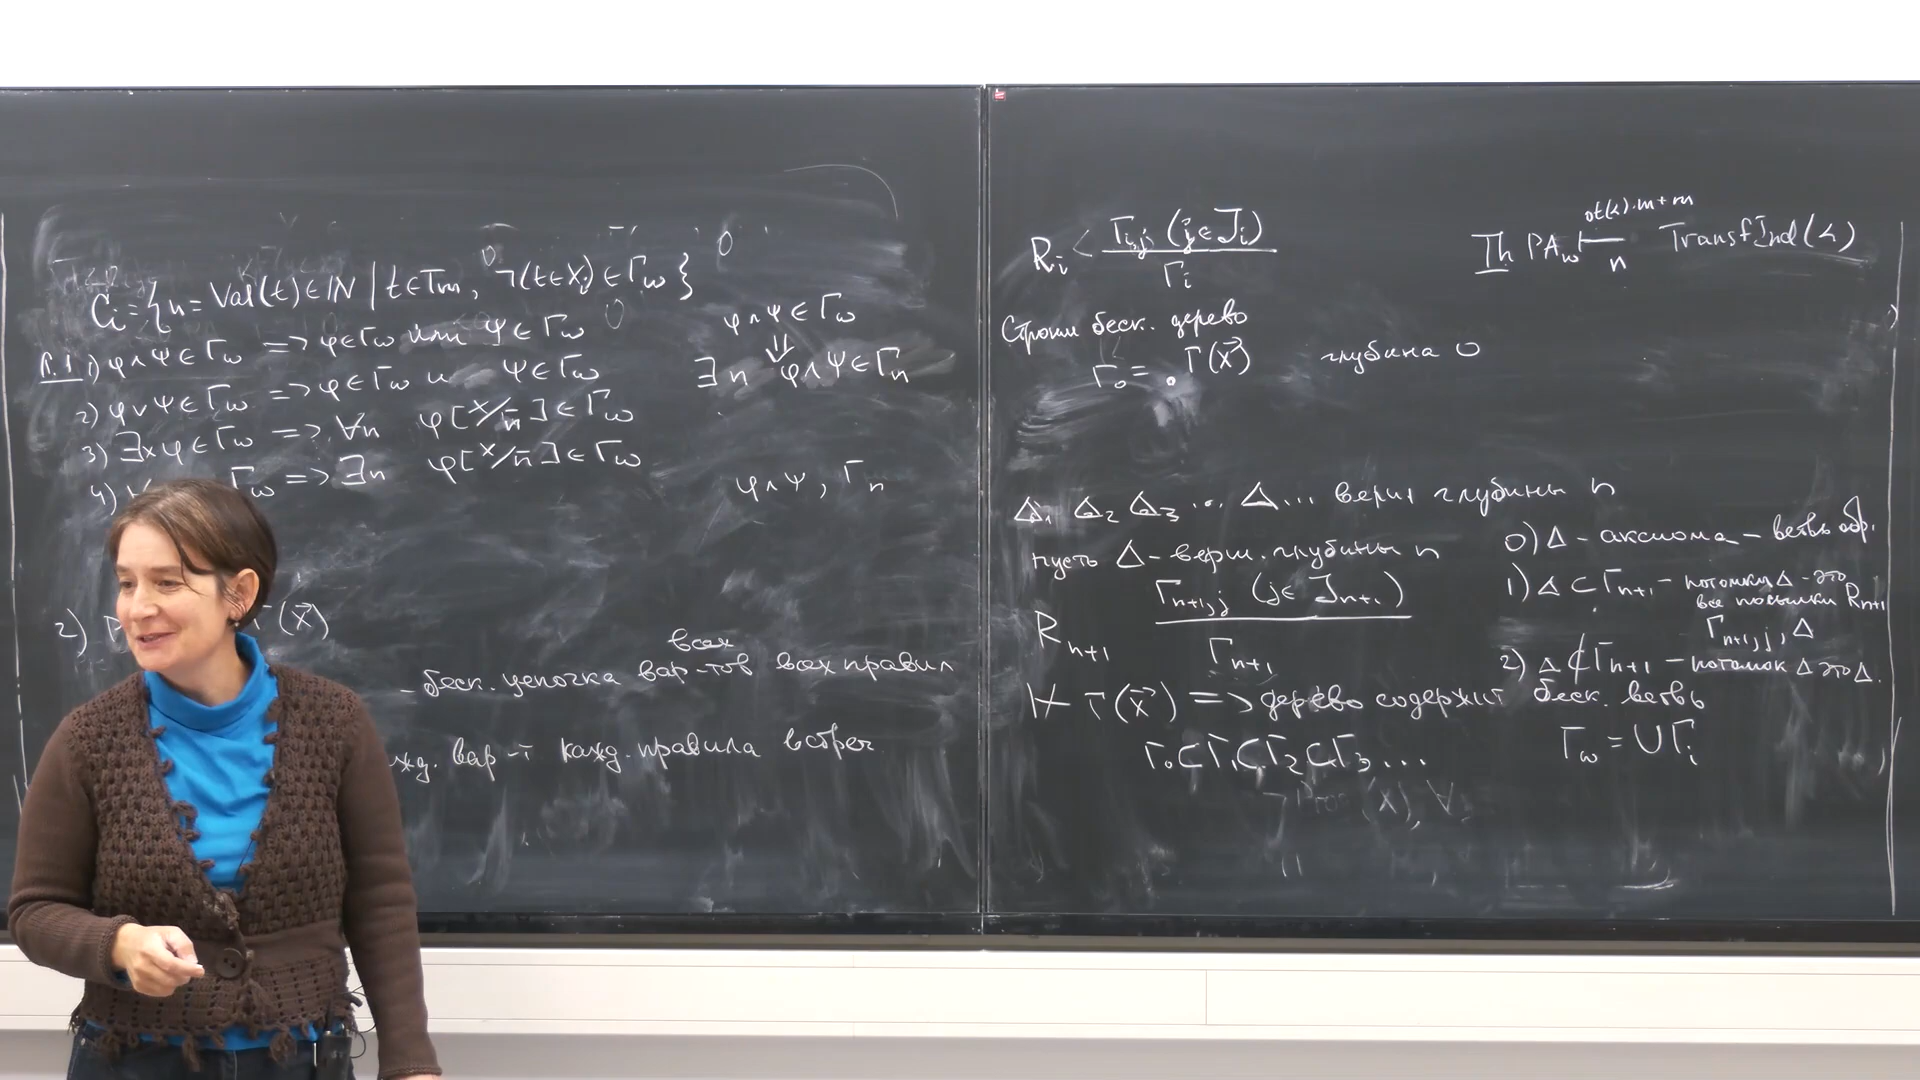 C_i = {n = Val(t) ∈ ℕ | t ∈ Tm, ¬(t ∈ X_i) ∈ Γ_ω}
Л.1 1) φ∧ψ ∈ Γ_ω => φ ∈ Γ_ω или ψ ∈ Γ_ω
2) φ∨ψ ∈ Γ_ω => φ ∈ Γ_ω и ψ ∈ Γ_ω
3) ∃xφ ∈ Γ_ω => ∀n φ[x/n̄] ∈ Γ_ω
4) ∀ Γ_ω => ∃n φ[x/n̄] ∈ Γ_ω
φ∧ψ ∈ Γ_ω
⇓
∃n φ∧ψ ∈ Γ_n
φ∧ψ, Γ_n
2) Γ(x⃗)
всех
- беск. цепочка вар-тов всех правил
жд. вар-т кажд. правила встреч.
R_i < Γ_{i,j} (j ∈ J_i)
Γ_i
Th PA_ω ⊢ ot(≺)·m+m
n TransfInd(≺)
Строим беск. дерево
Γ_0 = Γ(x⃗) глубина 0
Δ_1 Δ_2 Δ_3 ... Δ... верш глубины n
пусть Δ - верш. глубины n
Γ_{n+1,j} (j ∈ J_{n+1})
R_{n+1} Γ_{n+1}
0) Δ - аксиома - ветвь обр.
1) Δ ⊂ Γ_{n+1} - потомки Δ - это
все посылки R_{n+1}
Γ_{n+1,j}, Δ
2) Δ ⊄ Γ_{n+1} - потомок Δ это Δ.
⊬ Γ(x⃗) => дерево содержит беск. ветвь
Γ_0 ⊂ Γ_1 ⊂ Γ_2 ⊂ Γ_3 ...
Γ_ω = ∪Γ_i